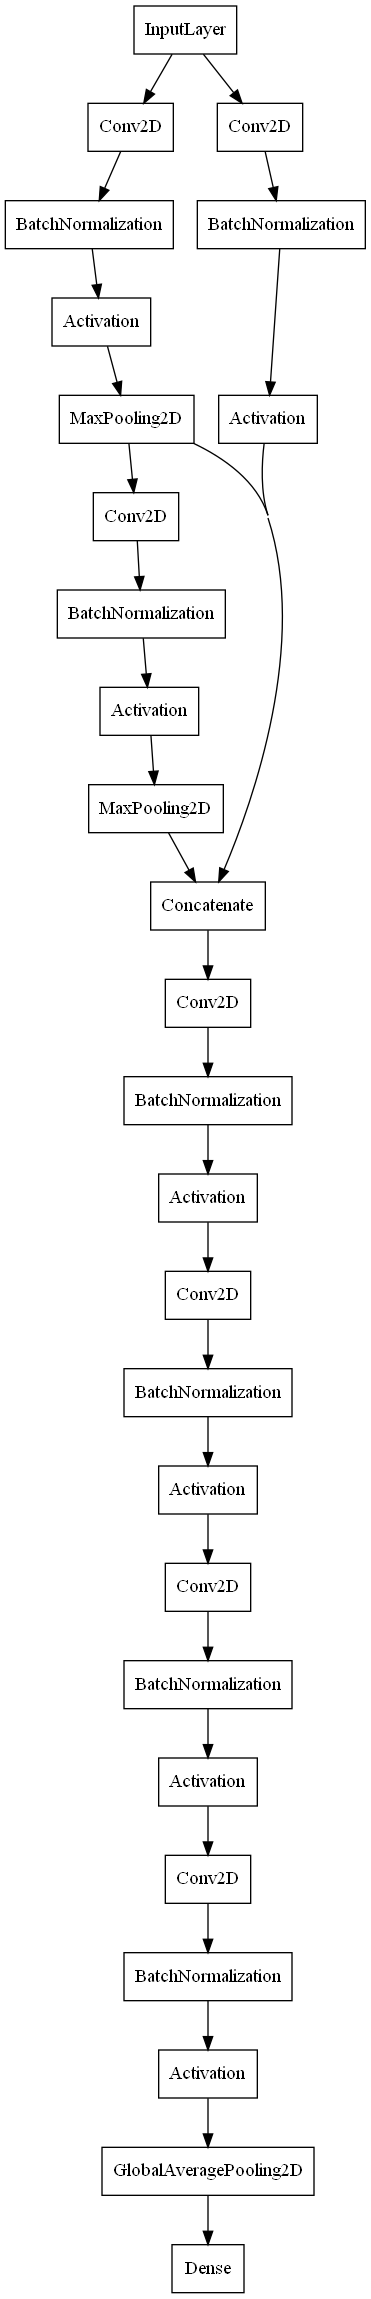 InputLayer
Conv2D
Conv2D
BatchNormalization
BatchNormalization
Activation
MaxPooling2D
Activation
Conv2D
BatchNormalization
Activation
MaxPooling2D
Concatenate
Conv2D
BatchNormalization
Activation
Conv2D
BatchNormalization
Activation
Conv2D
BatchNormalization
Activation
Conv2D
BatchNormalization
Activation
GlobalAveragePooling2D
Dense